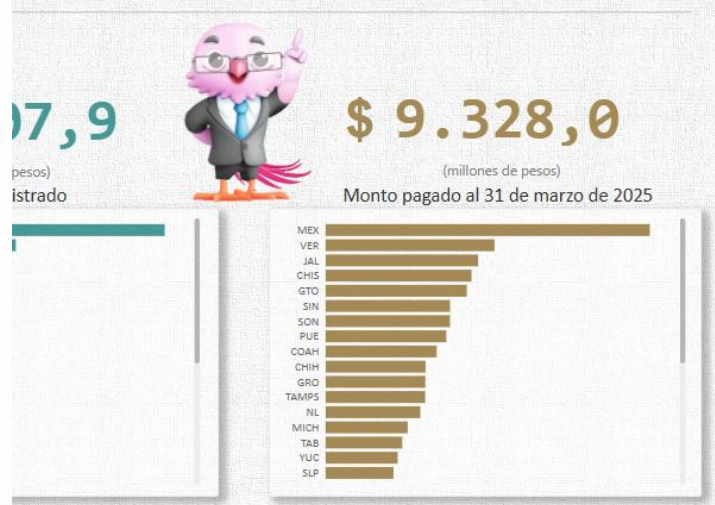 07,9
$ 9.328,0
pesos)
(millones de pesos)
istrado
Monto pagado al 31 de marzo de 2025
MEX
VER
JAL
CHIS
GTO
SIN
SON
PUE
COAH
CHIH
GRO
TAMPS
NL
MICH
TAB
YUC
SLP